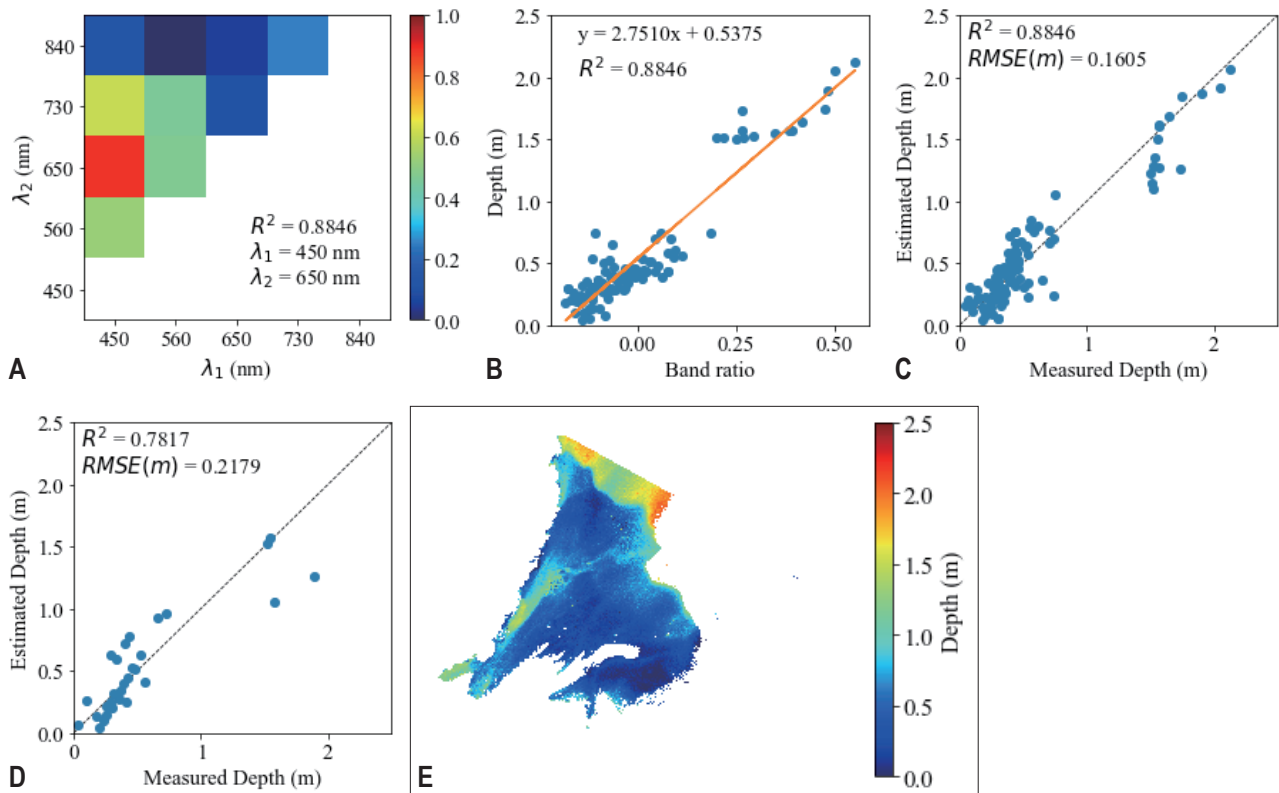 840
730
650
560
450
λ2 (nm)
450 560 650 730 840
λ1 (nm)
R² = 0.8846
λ1 = 450 nm
λ2 = 650 nm
1.0
0.8
0.6
0.4
0.2
0.0
A
y = 2.7510x + 0.5375
R² = 0.8846
2.5
2.0
1.5
1.0
0.5
0.0
Depth (m)
0.00 0.25 0.50
Band ratio
B
R² = 0.8846
RMSE(m) = 0.1605
2.5
2.0
1.5
1.0
0.5
0.0
Estimated Depth (m)
0 1 2
Measured Depth (m)
C
R² = 0.7817
RMSE(m) = 0.2179
2.5
2.0
1.5
1.0
0.5
0.0
Estimated Depth (m)
0 1 2
Measured Depth (m)
D
2.5
2.0
1.5
1.0
0.5
0.0
Depth (m)
E